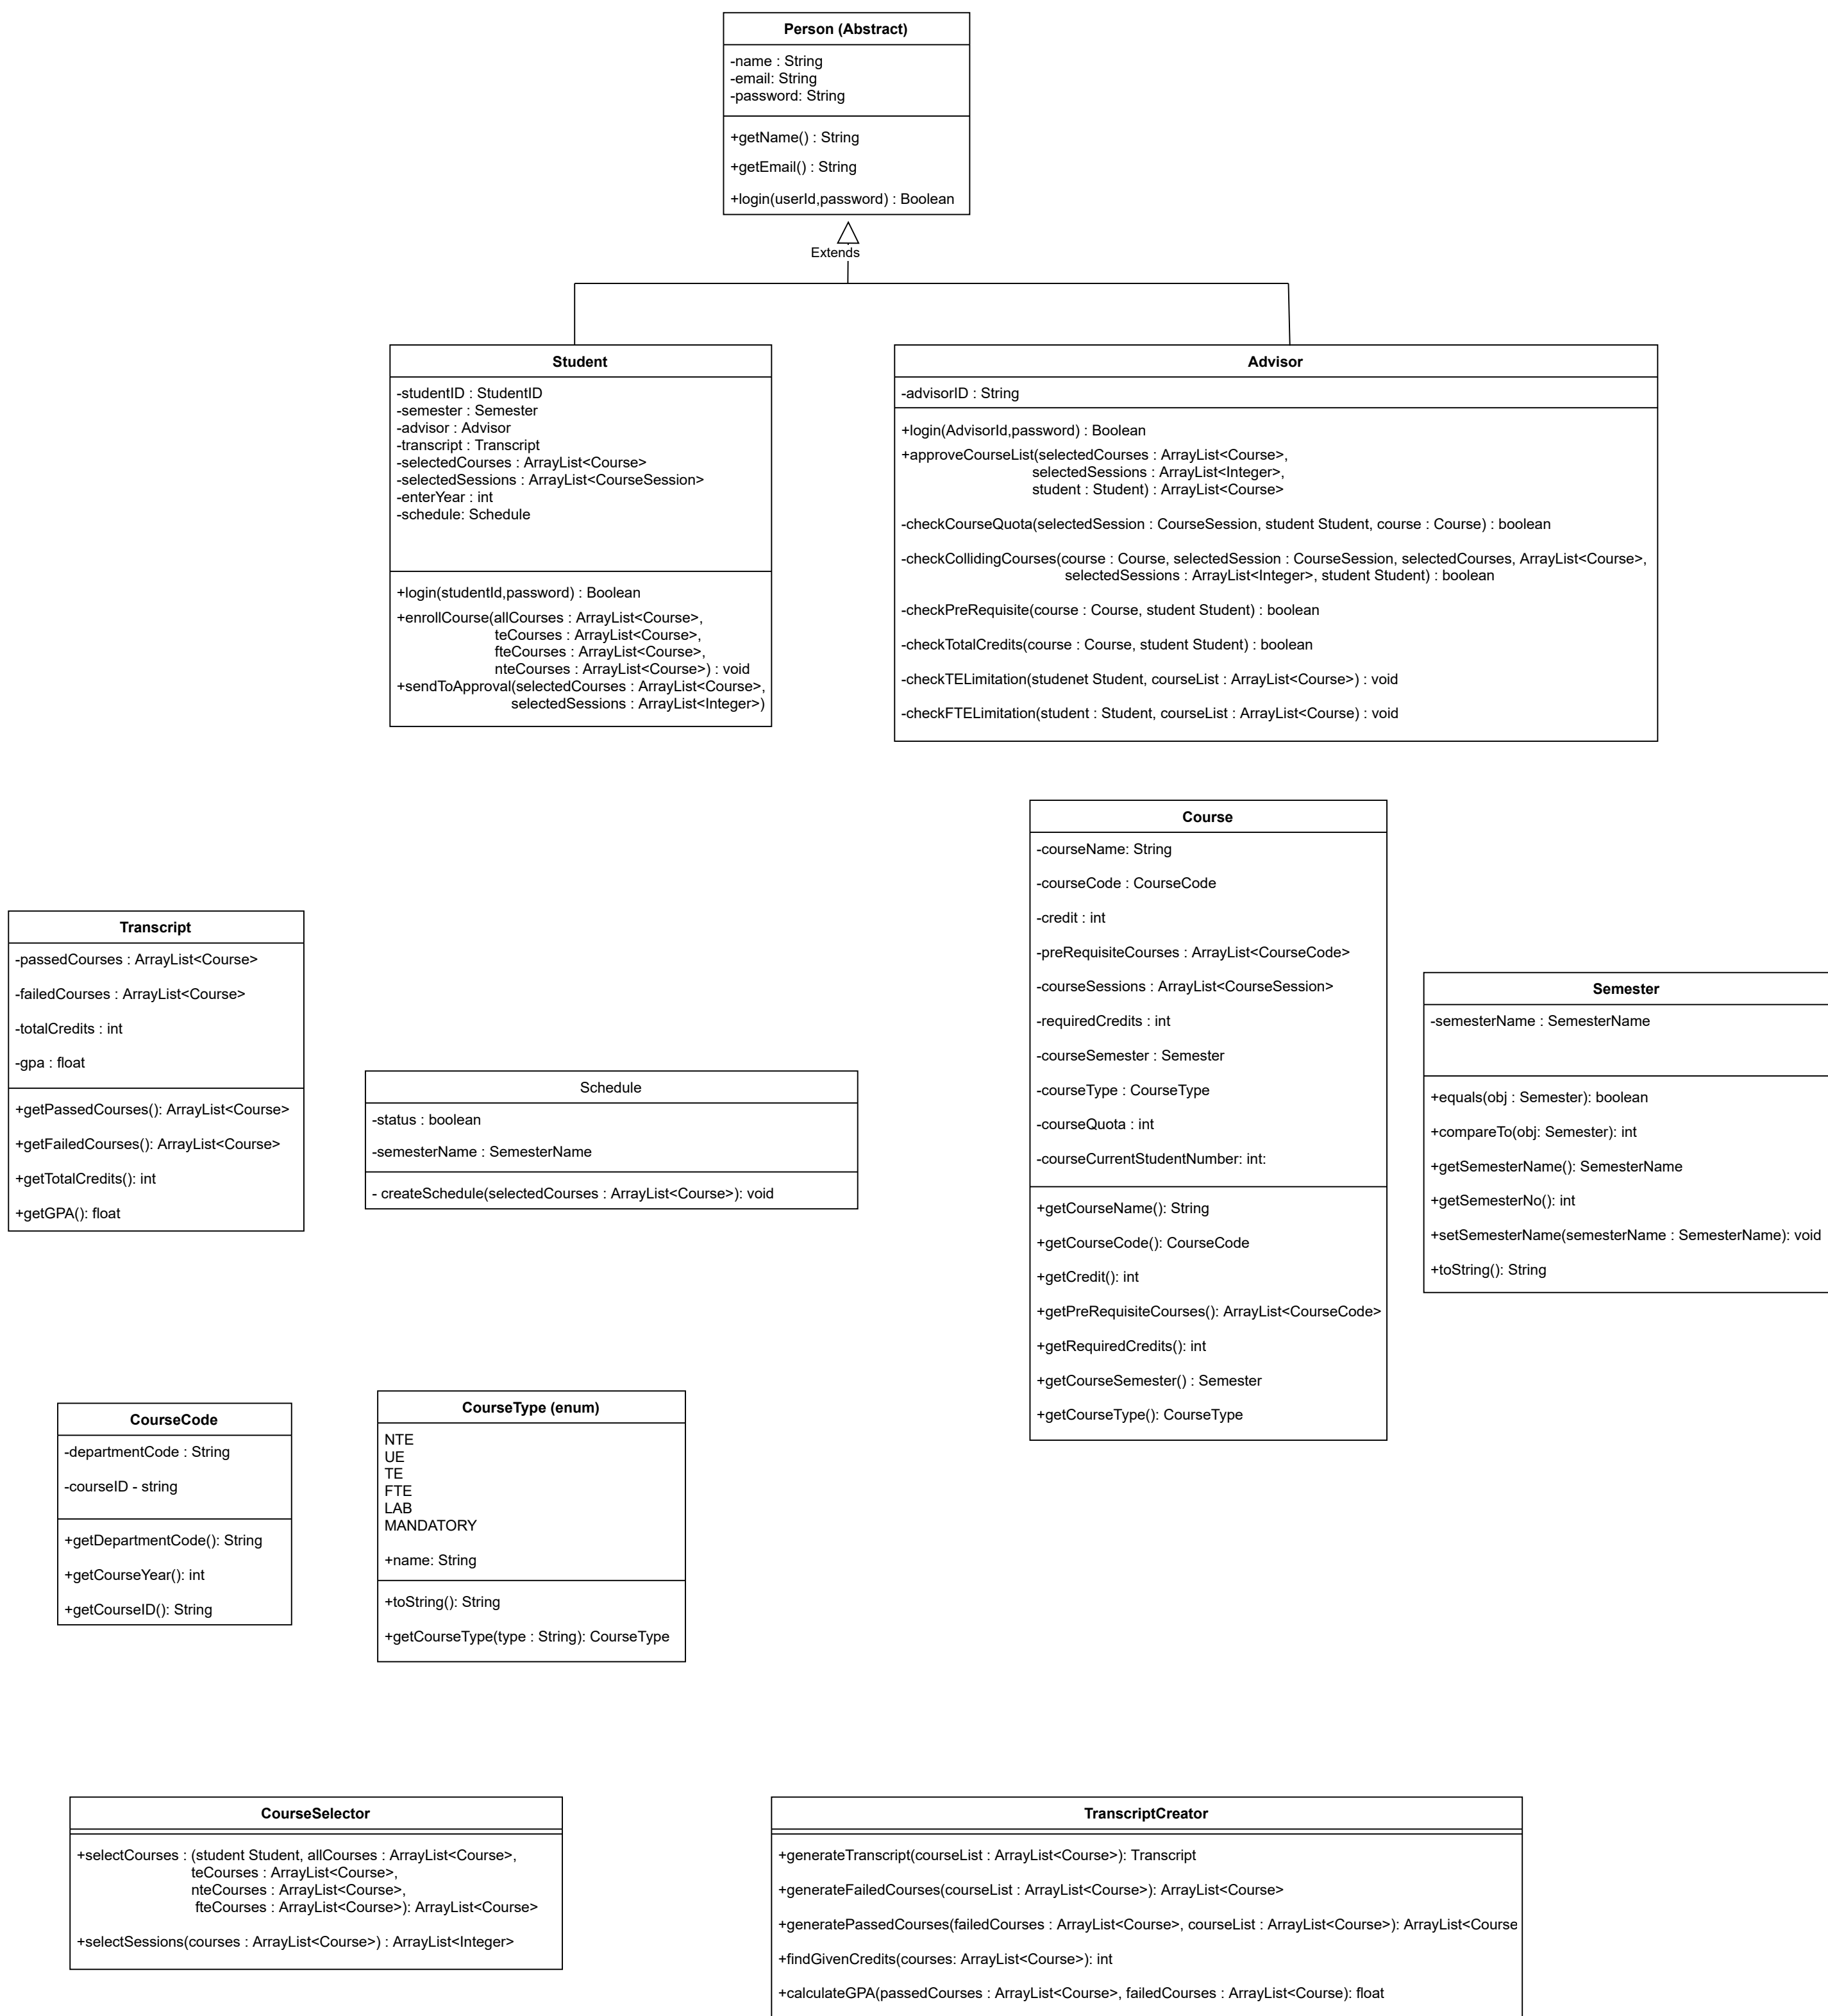 Person (Abstract)
-name : String
-email: String
-password: String
+getName() : String
+getEmail() : String
+login(userId,password) : Boolean
Extends
Student
-studentID : StudentID
-semester : Semester
-advisor : Advisor
-transcript : Transcript
-selectedCourses : ArrayList<Course>
-selectedSessions : ArrayList<CourseSession>
-enterYear : int
-schedule: Schedule
+login(studentId,password) : Boolean
+enrollCourse(allCourses : ArrayList<Course>,
teCourses : ArrayList<Course>,
fteCourses : ArrayList<Course>,
nteCourses : ArrayList<Course>) : void
+sendToApproval(selectedCourses : ArrayList<Course>,
selectedSessions : ArrayList<Integer>)
Advisor
-advisorID : String
+login(AdvisorId,password) : Boolean
+approveCourseList(selectedCourses : ArrayList<Course>,
selectedSessions : ArrayList<Integer>,
student : Student) : ArrayList<Course>
-checkCourseQuota(selectedSession : CourseSession, student Student, course : Course) : boolean
-checkCollidingCourses(course : Course, selectedSession : CourseSession, selectedCourses, ArrayList<Course>,
selectedSessions : ArrayList<Integer>, student Student) : boolean
-checkPreRequisite(course : Course, student Student) : boolean
-checkTotalCredits(course : Course, student Student) : boolean
-checkTELimitation(studenet Student, courseList : ArrayList<Course>) : void
-checkFTELimitation(student : Student, courseList : ArrayList<Course) : void
Course
-courseName: String
-courseCode : CourseCode
-credit : int
-preRequisiteCourses : ArrayList<CourseCode>
-courseSessions : ArrayList<CourseSession>
-requiredCredits : int
-courseSemester : Semester
-courseType : CourseType
-courseQuota : int
-courseCurrentStudentNumber: int:
+getCourseName(): String
+getCourseCode(): CourseCode
+getCredit(): int
+getPreRequisiteCourses(): ArrayList<CourseCode>
+getRequiredCredits(): int
+getCourseSemester() : Semester
+getCourseType(): CourseType
Transcript
-passedCourses : ArrayList<Course>
-failedCourses : ArrayList<Course>
-totalCredits : int
-gpa : float
+getPassedCourses(): ArrayList<Course>
+getFailedCourses(): ArrayList<Course>
+getTotalCredits(): int
+getGPA(): float
Schedule
-status : boolean
-semesterName : SemesterName
- createSchedule(selectedCourses : ArrayList<Course>): void
Semester
-semesterName : SemesterName
+equals(obj : Semester): boolean
+compareTo(obj: Semester): int
+getSemesterName(): SemesterName
+getSemesterNo(): int
+setSemesterName(semesterName : SemesterName): void
+toString(): String
CourseCode
-departmentCode : String
-courseID - string
+getDepartmentCode(): String
+getCourseYear(): int
+getCourseID(): String
CourseType (enum)
NTE
UE
TE
FTE
LAB
MANDATORY
+name: String
+toString(): String
+getCourseType(type : String): CourseType
CourseSelector
+selectCourses : (student Student, allCourses : ArrayList<Course>,
teCourses : ArrayList<Course>,
nteCourses : ArrayList<Course>,
fteCourses : ArrayList<Course>): ArrayList<Course>
+selectSessions(courses : ArrayList<Course>) : ArrayList<Integer>
TranscriptCreator
+generateTranscript(courseList : ArrayList<Course>): Transcript
+generateFailedCourses(courseList : ArrayList<Course>): ArrayList<Course>
+generatePassedCourses(failedCourses : ArrayList<Course>, courseList : ArrayList<Course>): ArrayList<Course
+findGivenCredits(courses: ArrayList<Course>): int
+calculateGPA(passedCourses : ArrayList<Course>, failedCourses : ArrayList<Course): float